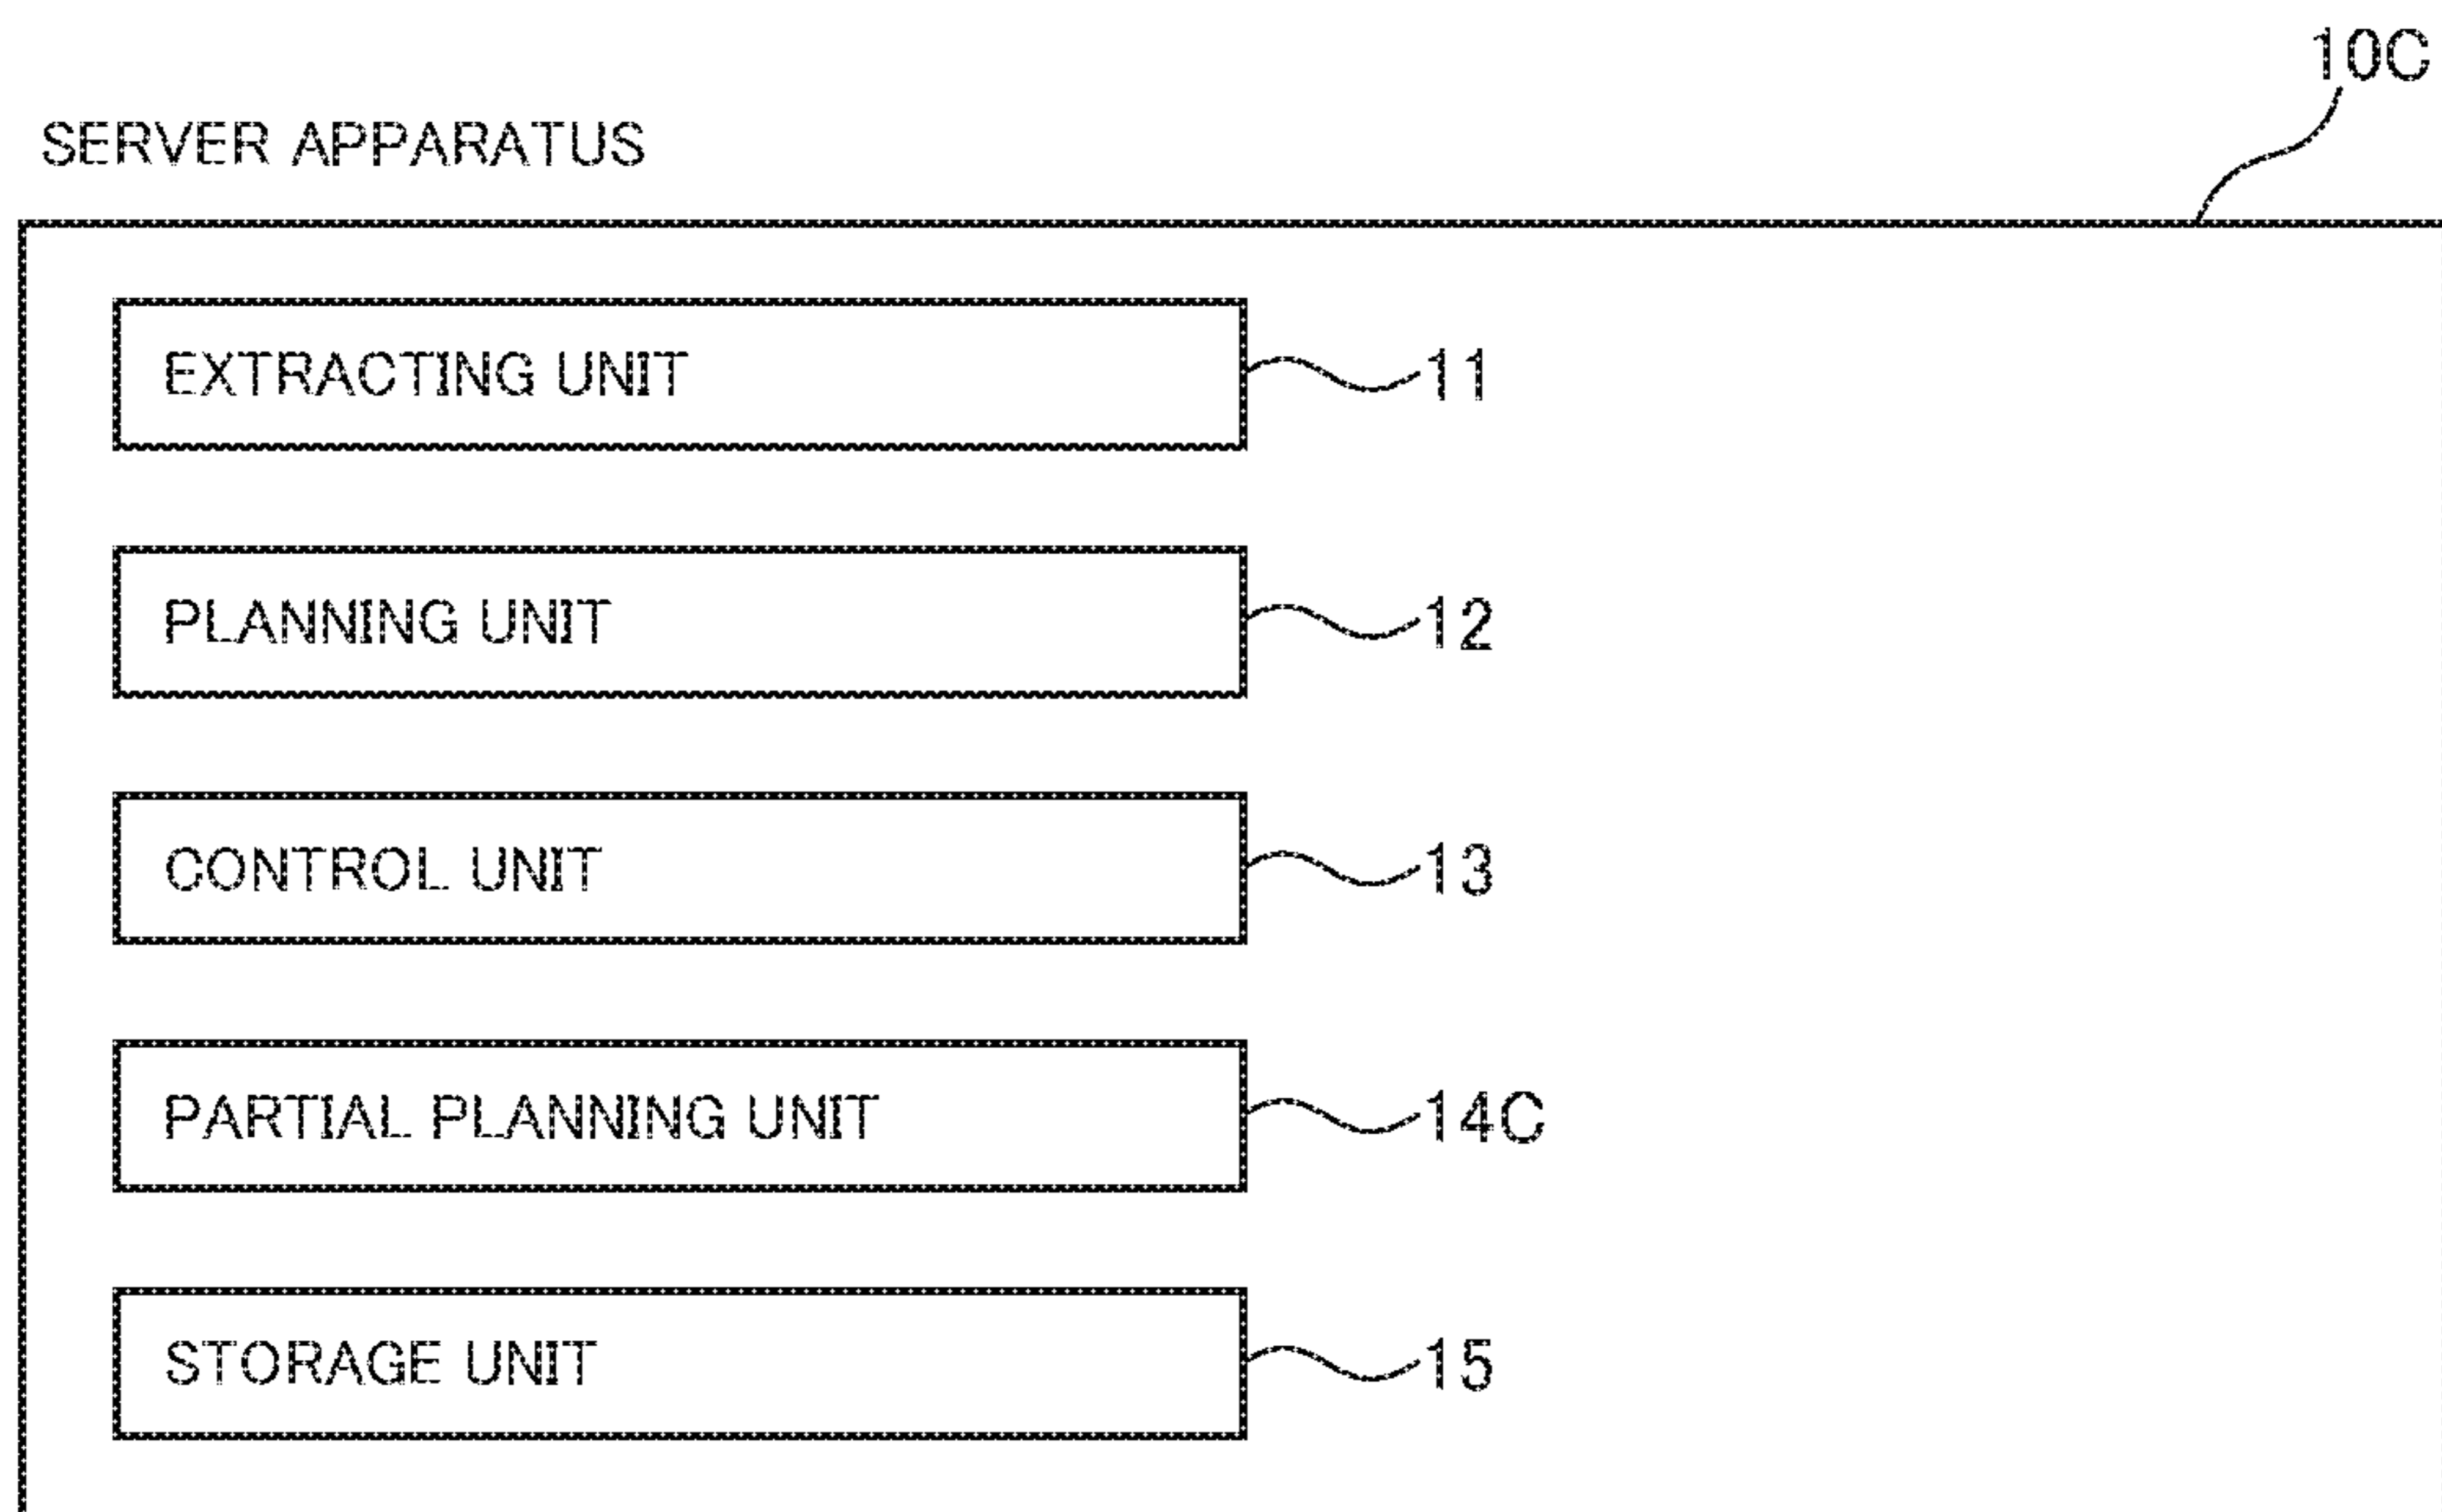 10C
SERVER APPARATUS
EXTRACTING UNIT 11
PLANNING UNIT 12
CONTROL UNIT 13
PARTIAL PLANNING UNIT 14C
STORAGE UNIT 15